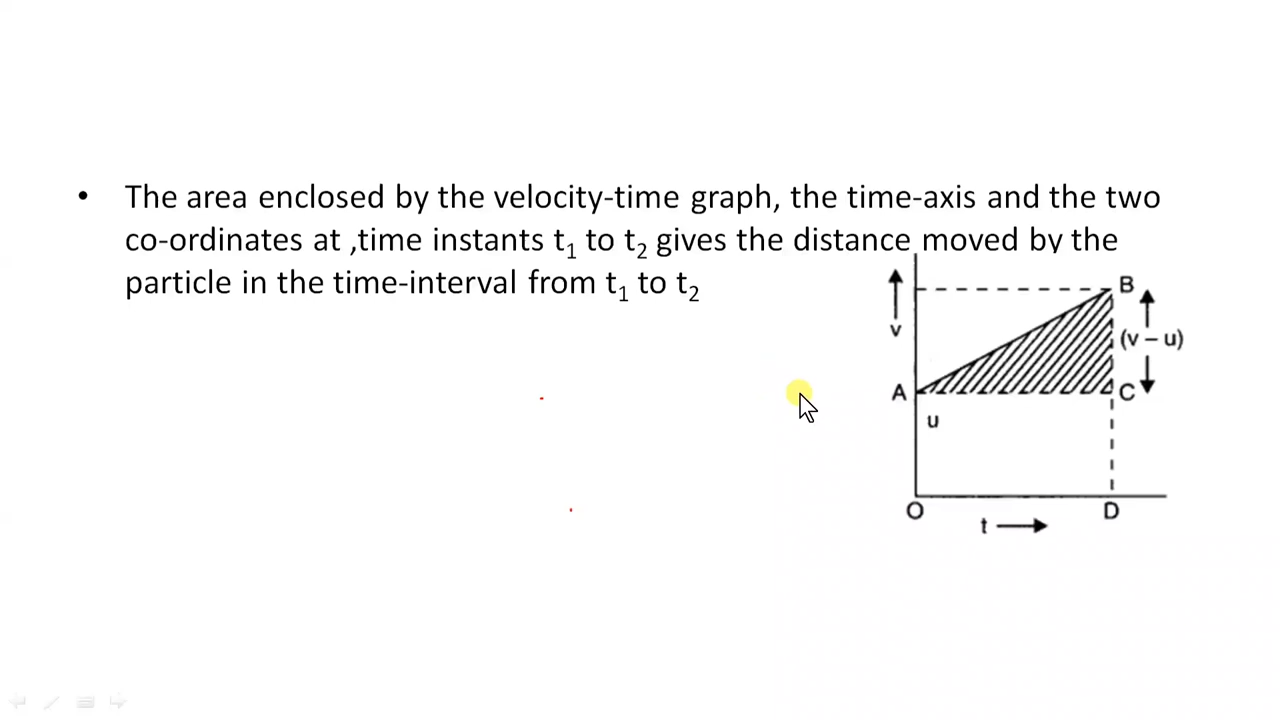 • The area enclosed by the velocity-time graph, the time-axis and the two
co-ordinates at ,time instants t₁ to t₂ gives the distance moved by the
particle in the time-interval from t₁ to t₂
B
v
(v – u)
A
C
u
O
D
t